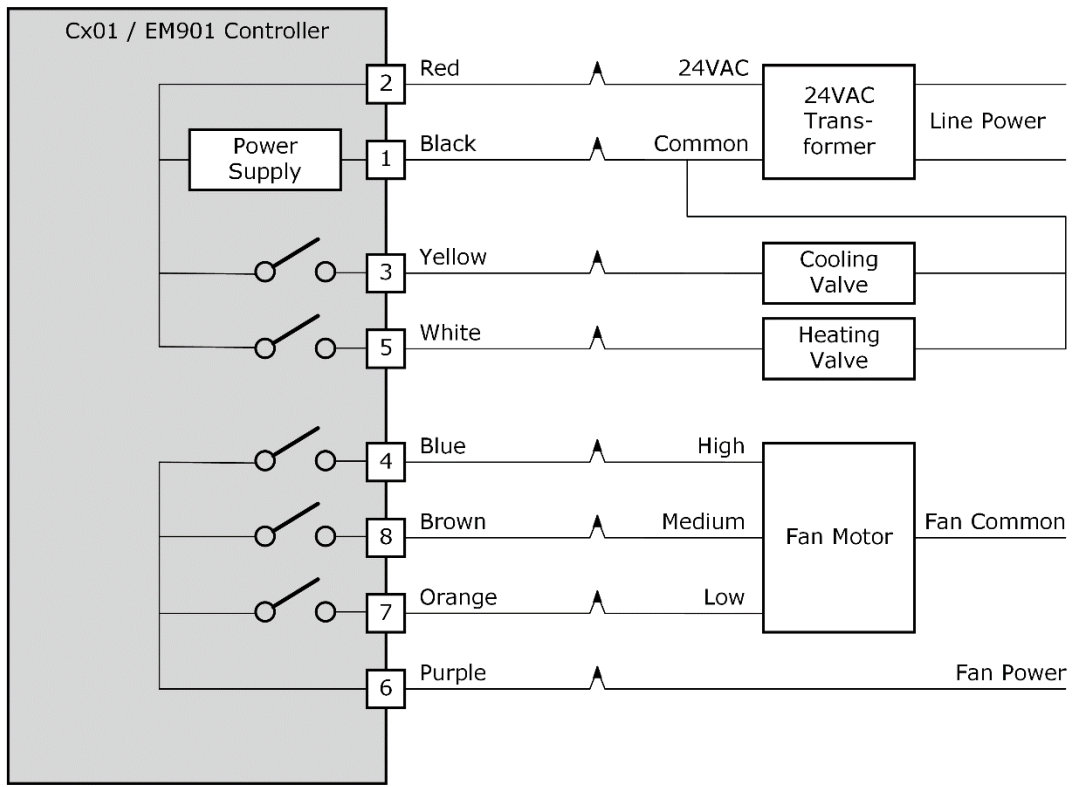 Cx01 / EM901 Controller
2 Red 24VAC
24VAC
Trans-
former
Line Power
Power
Supply
1 Black Common
3 Yellow
Cooling
Valve
5 White
Heating
Valve
4 Blue High
8 Brown Medium
Fan Motor
Fan Common
7 Orange Low
6 Purple Fan Power